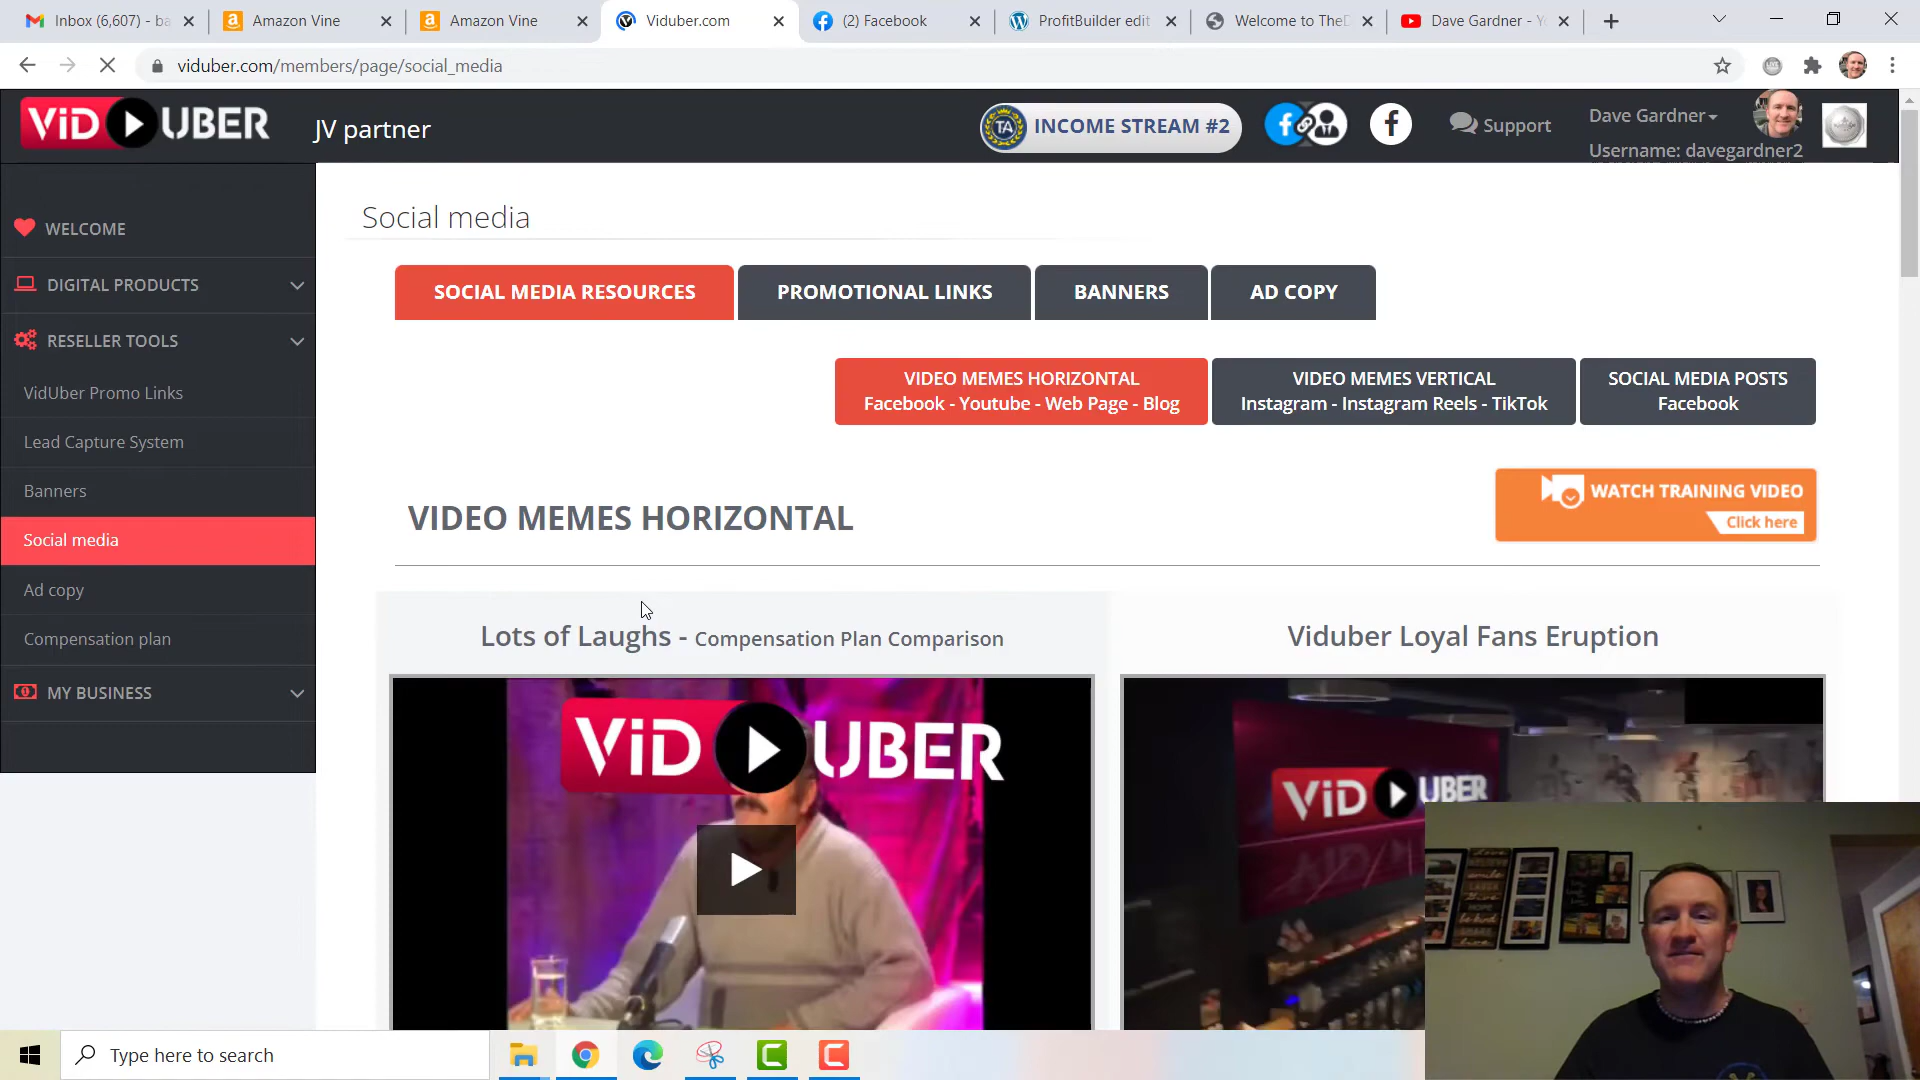 Inbox (6,607) - ba
Amazon Vine
Amazon Vine
Viduber.com
(2) Facebook
ProfitBuilder edit
Welcome to TheD
Dave Gardner - Yo
viduber.com/members/page/social_media
ViD UBER
JV partner
TA
INCOME STREAM #2
Support
Dave Gardner
Username: davegardner2
WELCOME
DIGITAL PRODUCTS
RESELLER TOOLS
VidUber Promo Links
Lead Capture System
Banners
Social media
Ad copy
Compensation plan
MY BUSINESS
Social media
SOCIAL MEDIA RESOURCES
PROMOTIONAL LINKS
BANNERS
AD COPY
VIDEO MEMES HORIZONTAL
Facebook - Youtube - Web Page - Blog
VIDEO MEMES VERTICAL
Instagram - Instagram Reels - TikTok
SOCIAL MEDIA POSTS
Facebook
WATCH TRAINING VIDEO
Click here
VIDEO MEMES HORIZONTAL
Lots of Laughs - Compensation Plan Comparison
Viduber Loyal Fans Eruption
ViD UBER
ViD UBER
Type here to search